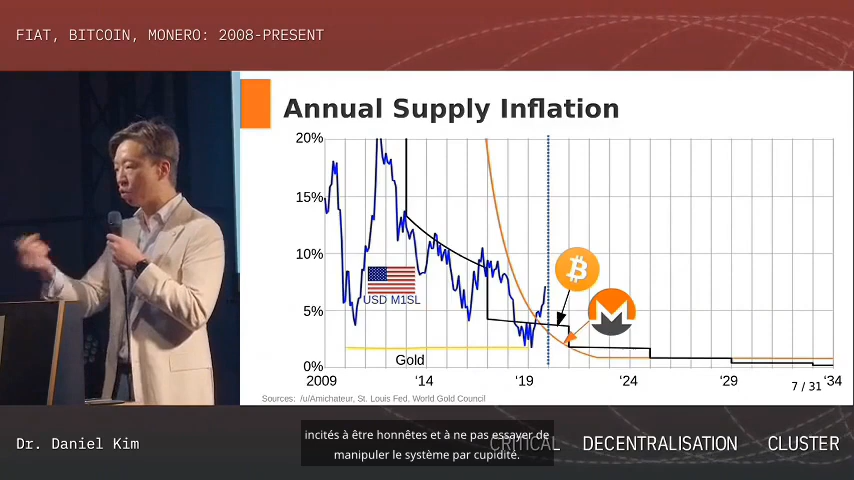 FIAT, BITCOIN, MONERO: 2008-PRESENT
Annual Supply Inflation
20%
15%
10%
5%
0%
USD M1SL
Gold
2009
'14
'19
'24
'29
'34
7 / 31
Sources: /u/Amichateur, St. Louis Fed, World Gold Council
Dr. Daniel Kim
CRITICAL DECENTRALISATION CLUSTER
incités à être honnêtes et à ne pas essayer de
manipuler le système par cupidité.